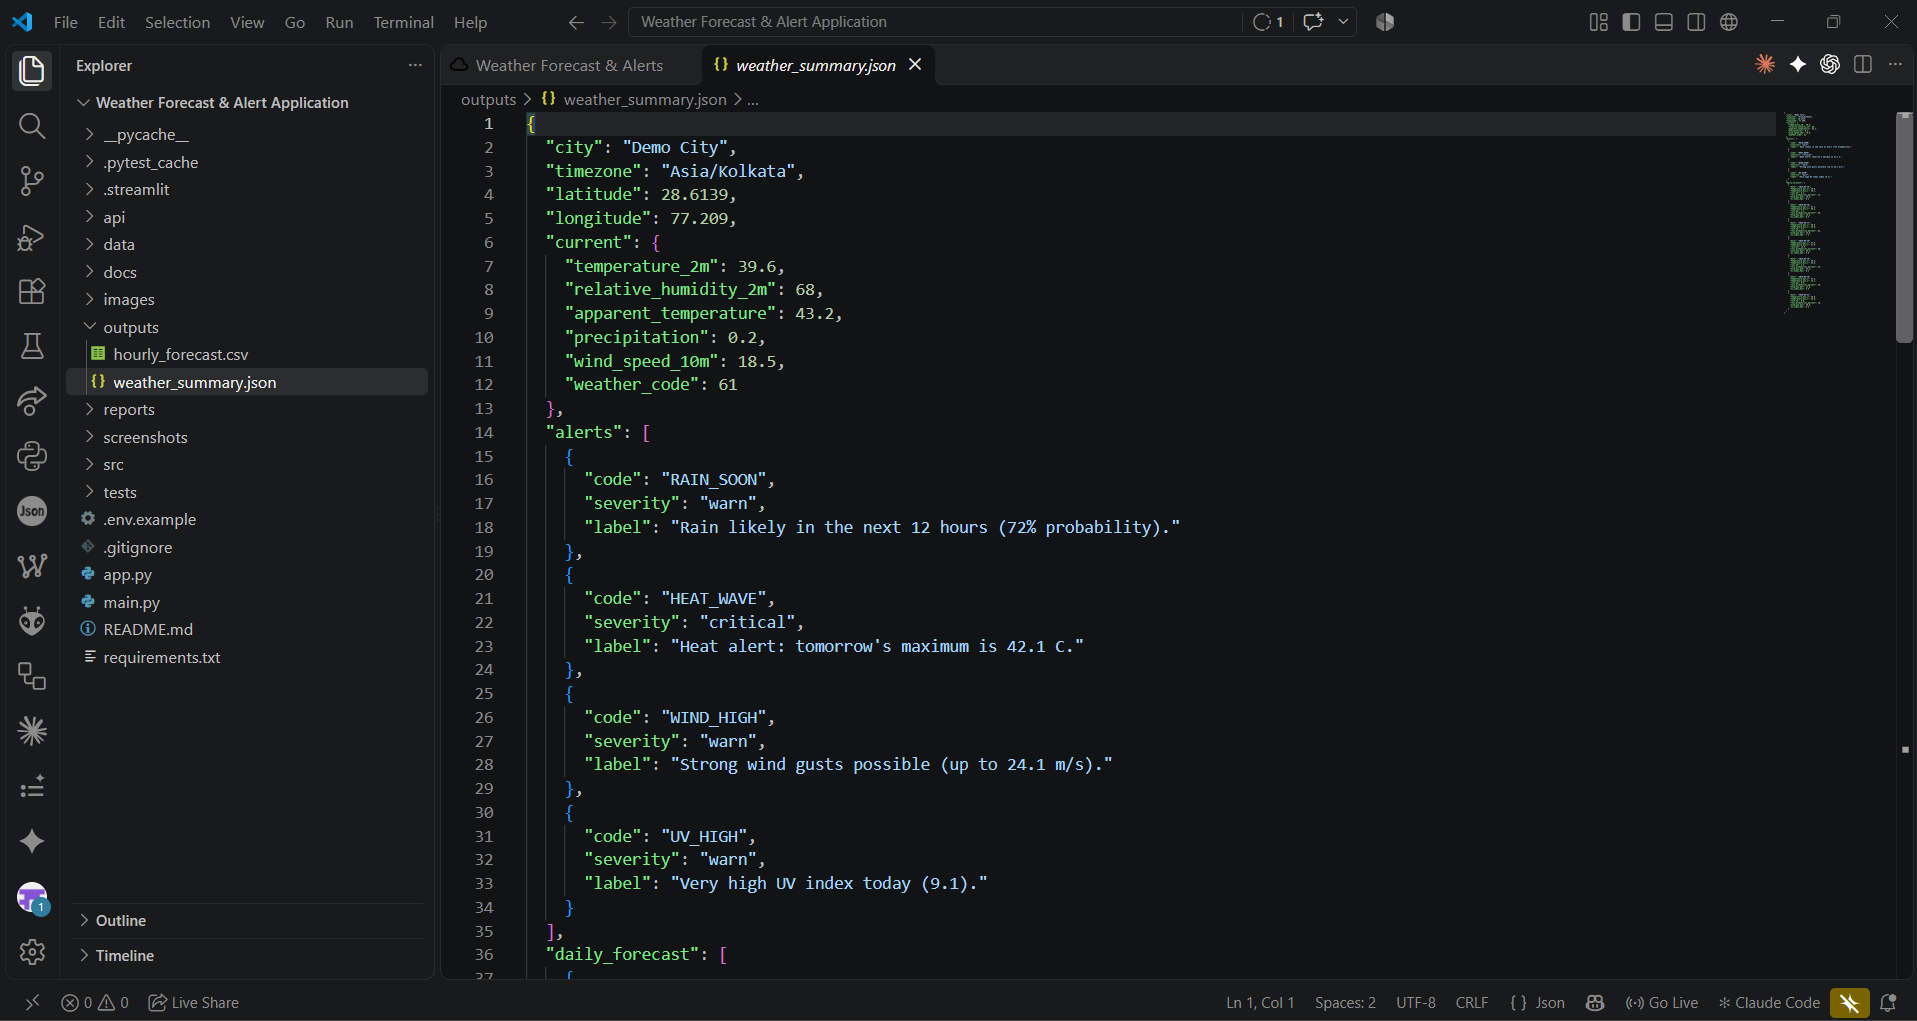 File Edit Selection View Go Run Terminal Help
Weather Forecast & Alert Application
1
Explorer
Weather Forecast & Alert Application
__pycache__
.pytest_cache
.streamlit
api
data
docs
images
outputs
hourly_forecast.csv
weather_summary.json
reports
screenshots
src
tests
.env.example
.gitignore
app.py
main.py
README.md
requirements.txt
Outline
Timeline
Json
1
Weather Forecast & Alerts
{} weather_summary.json
outputs > {} weather_summary.json > ...
1 {
2 "city": "Demo City",
3 "timezone": "Asia/Kolkata",
4 "latitude": 28.6139,
5 "longitude": 77.209,
6 "current": {
7 "temperature_2m": 39.6,
8 "relative_humidity_2m": 68,
9 "apparent_temperature": 43.2,
10 "precipitation": 0.2,
11 "wind_speed_10m": 18.5,
12 "weather_code": 61
13 },
14 "alerts": [
15 {
16 "code": "RAIN_SOON",
17 "severity": "warn",
18 "label": "Rain likely in the next 12 hours (72% probability)."
19 },
20 {
21 "code": "HEAT_WAVE",
22 "severity": "critical",
23 "label": "Heat alert: tomorrow's maximum is 42.1 C."
24 },
25 {
26 "code": "WIND_HIGH",
27 "severity": "warn",
28 "label": "Strong wind gusts possible (up to 24.1 m/s)."
29 },
30 {
31 "code": "UV_HIGH",
32 "severity": "warn",
33 "label": "Very high UV index today (9.1)."
34 }
35 ],
36 "daily_forecast": [
37 {
0 0 Live Share
Ln 1, Col 1 Spaces: 2 UTF-8 CRLF {} Json Go Live Claude Code